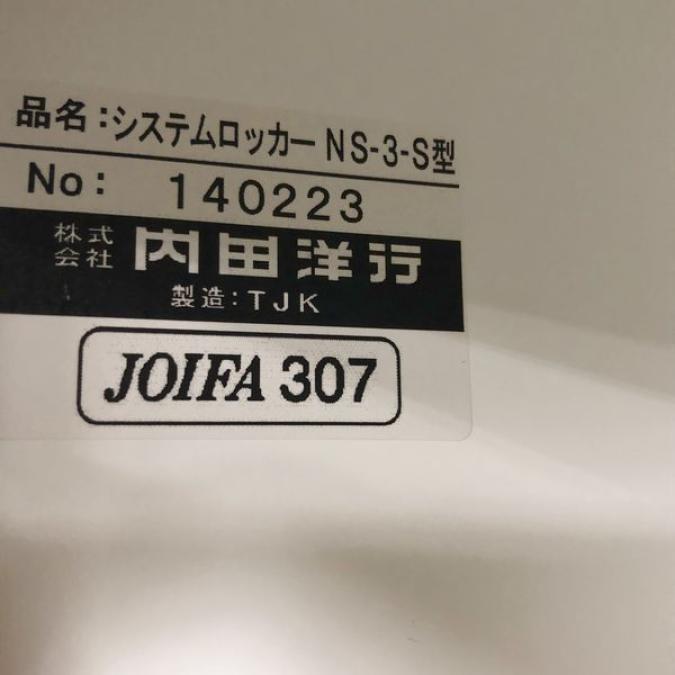 品名：システムロッカー NS-3-S型
No: 140223
株式会社 内田洋行
製造：TJK
JOIFA 307